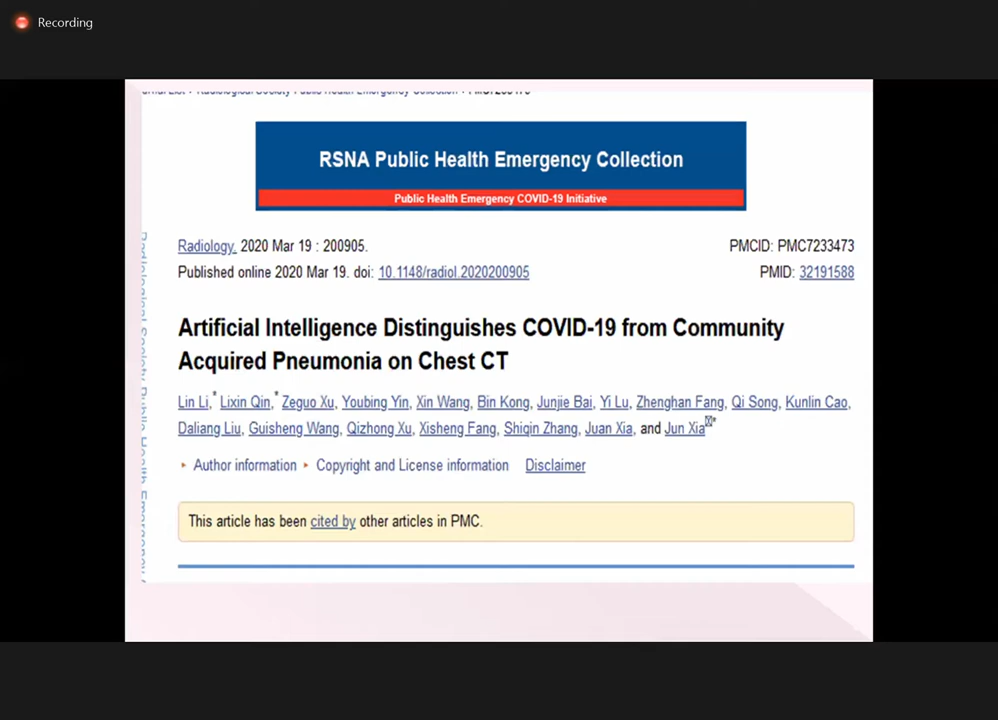 Recording
RSNA Public Health Emergency Collection
Public Health Emergency COVID-19 Initiative
Radiology. 2020 Mar 19 : 200905.
PMCID: PMC7233473
Published online 2020 Mar 19. doi: 10.1148/radiol.2020200905
PMID: 32191588
Artificial Intelligence Distinguishes COVID-19 from Community
Acquired Pneumonia on Chest CT
Lin Li,* Lixin Qin,* Zeguo Xu, Youbing Yin, Xin Wang, Bin Kong, Junjie Bai, Yi Lu, Zhenghan Fang, Qi Song, Kunlin Cao,
Daliang Liu, Guisheng Wang, Qizhong Xu, Xisheng Fang, Shiqin Zhang, Juan Xia, and Jun Xia*
Author information Copyright and License information Disclaimer
This article has been cited by other articles in PMC.